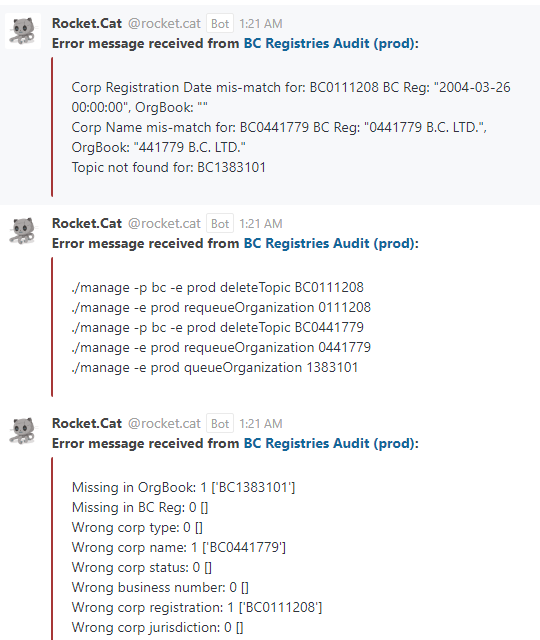 Rocket.Cat @rocket.cat Bot 1:21 AM
Error message received from BC Registries Audit (prod):
Corp Registration Date mis-match for: BC0111208 BC Reg: "2004-03-26
00:00:00", OrgBook: ""
Corp Name mis-match for: BC0441779 BC Reg: "0441779 B.C. LTD.",
OrgBook: "441779 B.C. LTD."
Topic not found for: BC1383101
Rocket.Cat @rocket.cat Bot 1:21 AM
Error message received from BC Registries Audit (prod):
./manage -p bc -e prod deleteTopic BC0111208
./manage -e prod requeueOrganization 0111208
./manage -p bc -e prod deleteTopic BC0441779
./manage -e prod requeueOrganization 0441779
./manage -e prod queueOrganization 1383101
Rocket.Cat @rocket.cat Bot 1:21 AM
Error message received from BC Registries Audit (prod):
Missing in OrgBook: 1 ['BC1383101']
Missing in BC Reg: 0 []
Wrong corp type: 0 []
Wrong corp name: 1 ['BC0441779']
Wrong corp status: 0 []
Wrong business number: 0 []
Wrong corp registration: 1 ['BC0111208']
Wrong corp jurisdiction: 0 []